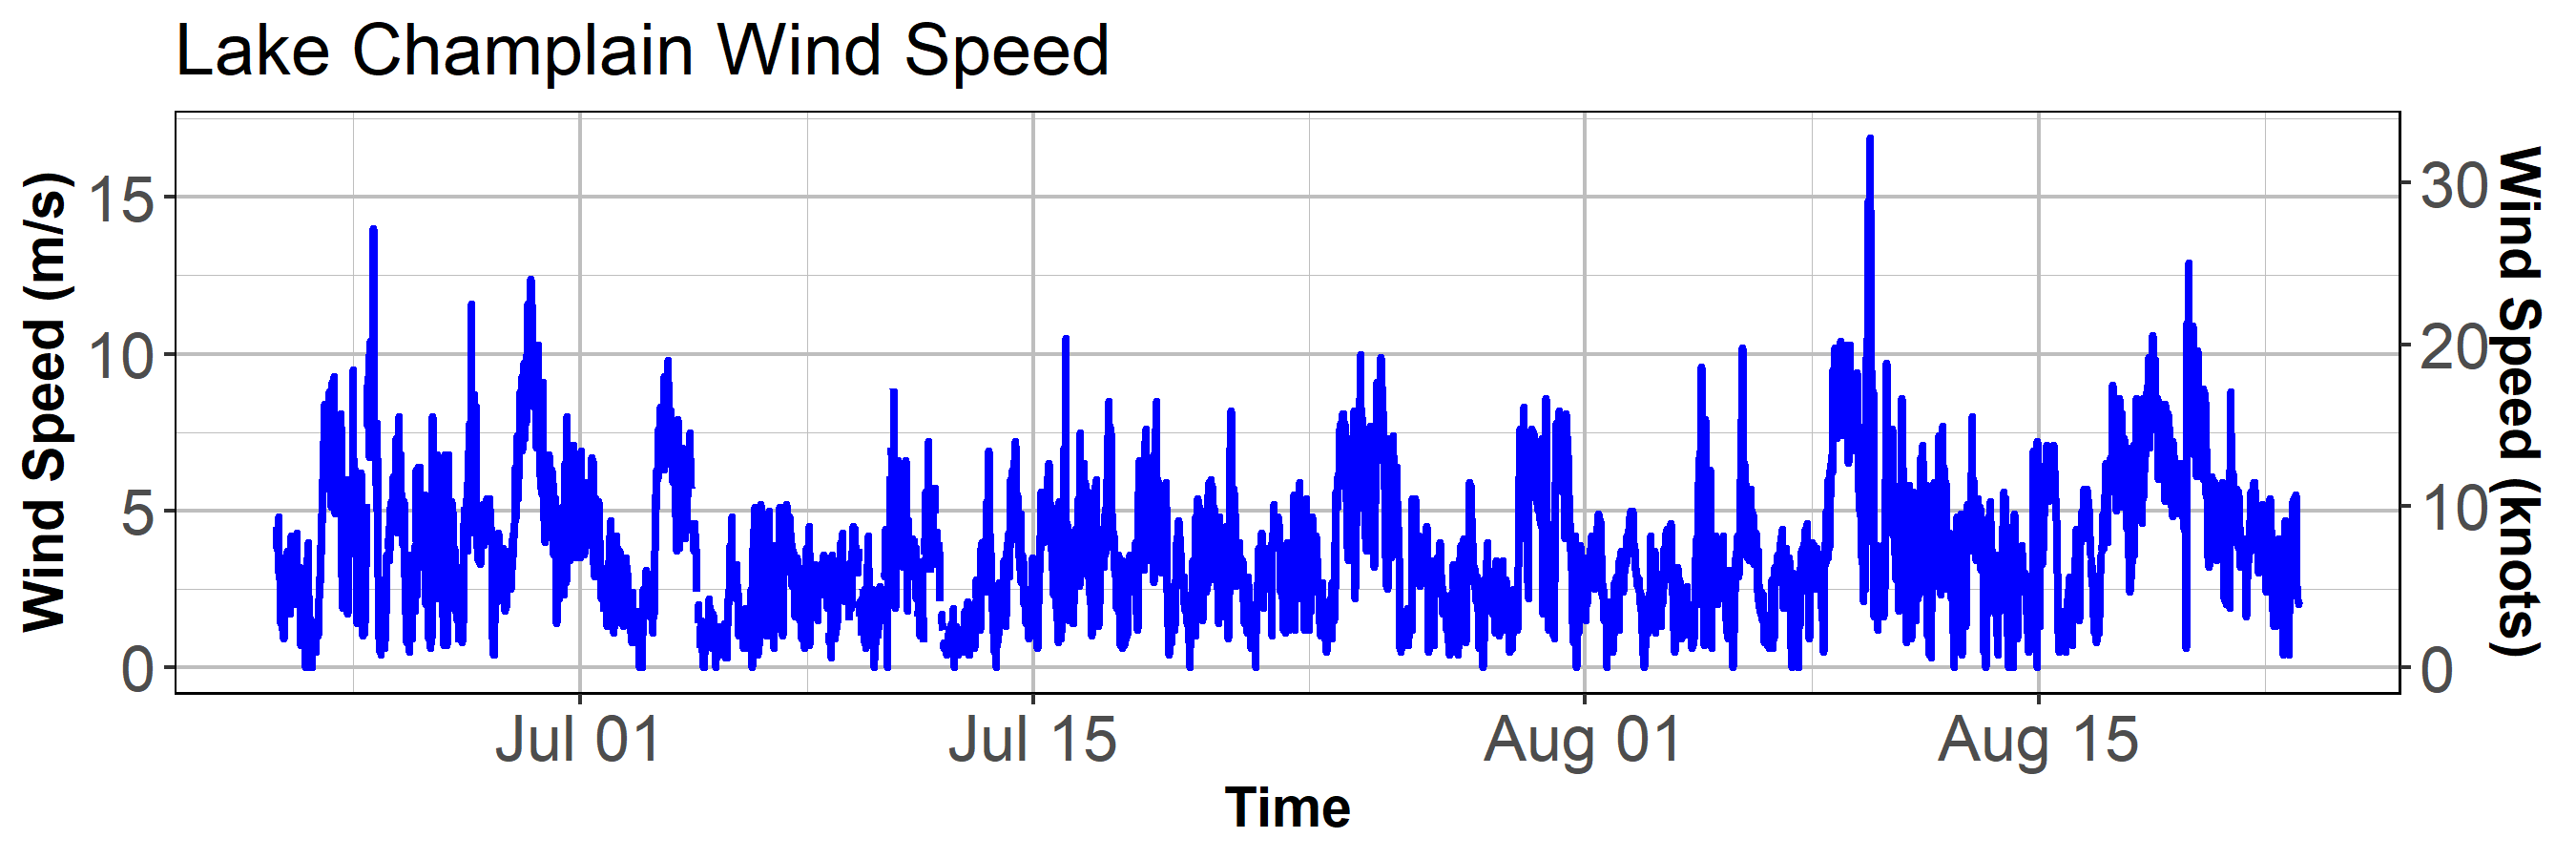 Lake Champlain Wind Speed
Wind Speed (m/s)
15
10
5
0
30
20
10
0
Wind Speed (knots)
Jul 01
Jul 15
Aug 01
Aug 15
Time